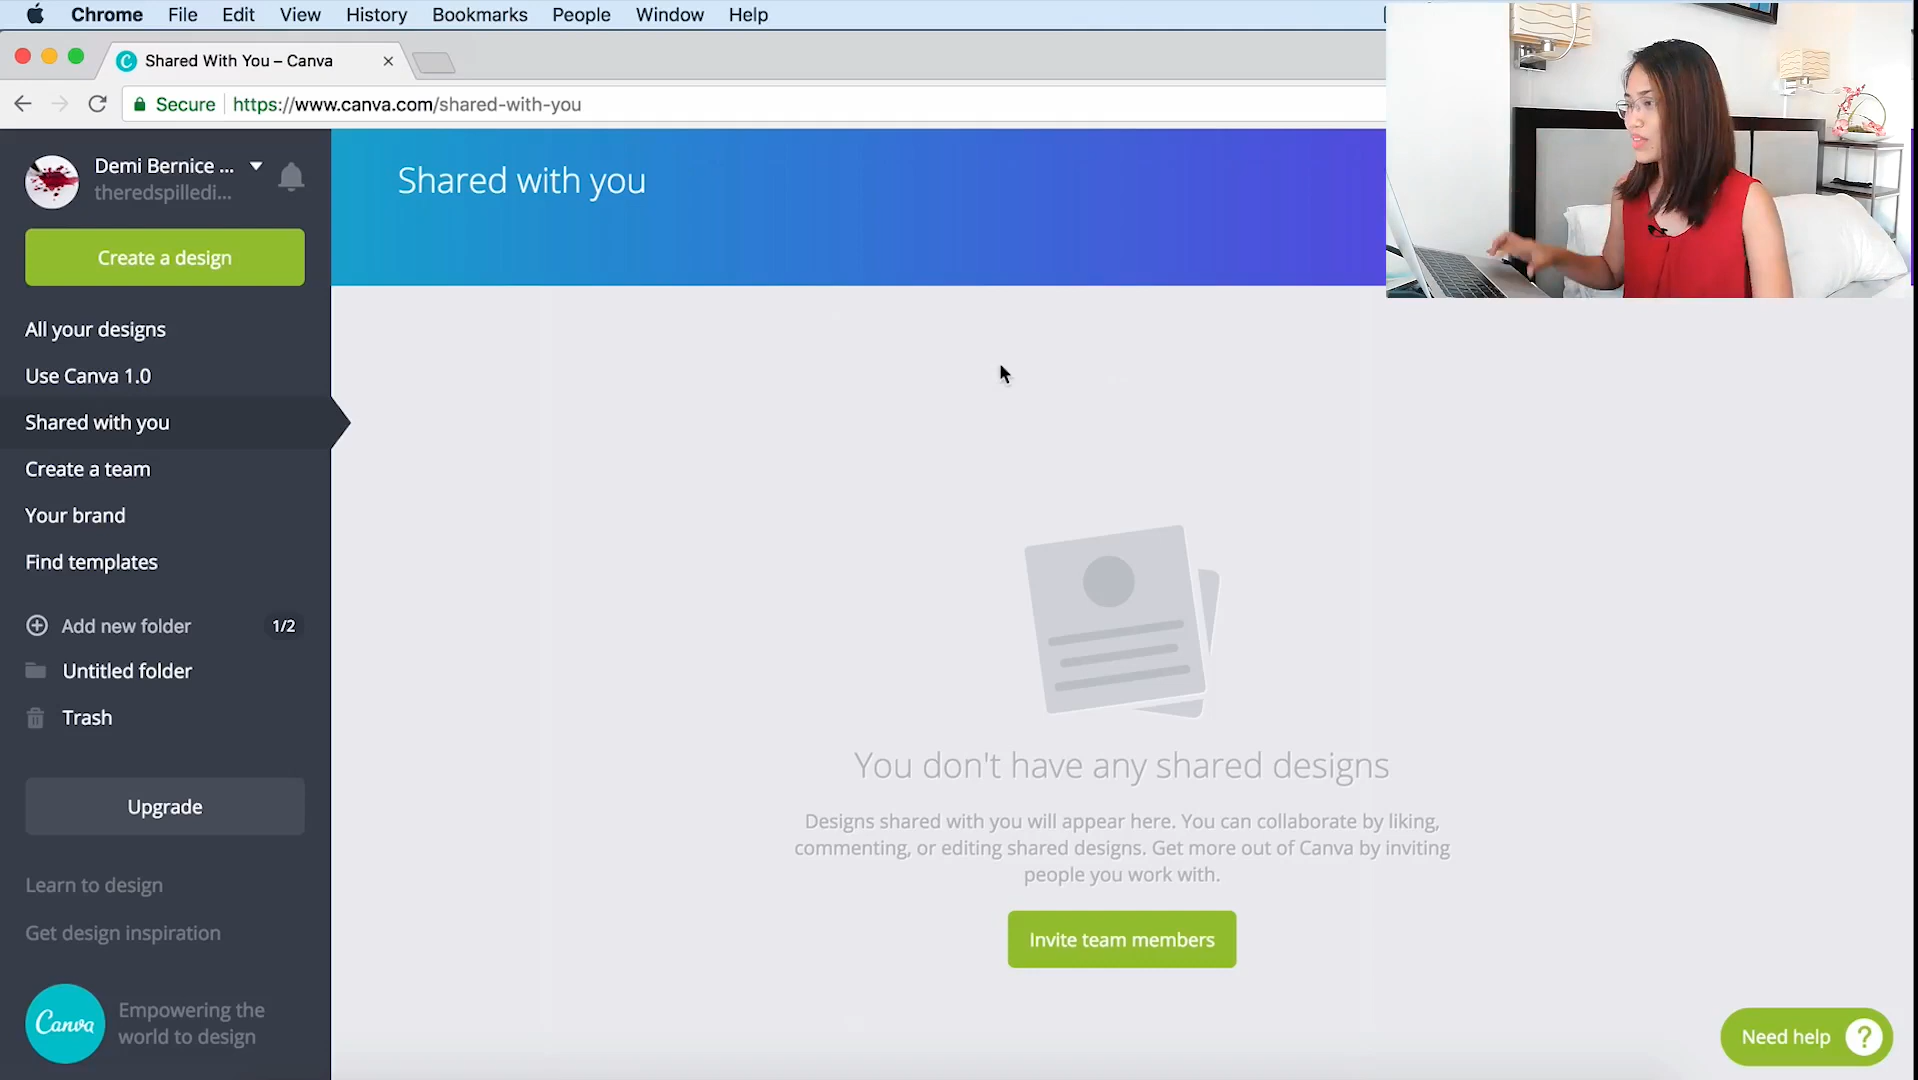 Chrome File Edit View History Bookmarks People Window Help
Shared With You – Canva
Secure https://www.canva.com/shared-with-you
Demi Bernice ...
theredspilledi...
Create a design
All your designs
Use Canva 1.0
Shared with you
Create a team
Your brand
Find templates
Add new folder 1/2
Untitled folder
Trash
Upgrade
Learn to design
Get design inspiration
Canva
Empowering the
world to design
Shared with you
You don't have any shared designs
Designs shared with you will appear here. You can collaborate by liking,
commenting, or editing shared designs. Get more out of Canva by inviting
people you work with.
Invite team members
Need help ?